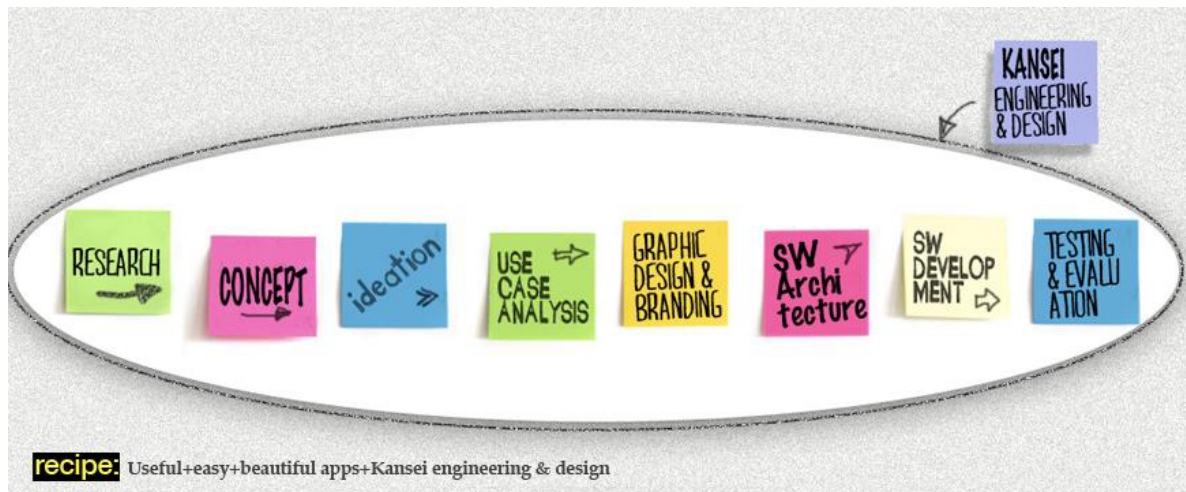 KANSEI
ENGINEERING
& DESIGN
RESEARCH
CONCEPT
ideation
USE
CASE
ANALYSIS
GRAPHIC
DESIGN &
BRANDING
SW
Archi
tecture
SW
DEVELOP
MENT
TESTING
& EVALU
ATION
recipe: Useful+easy+beautiful apps+Kansei engineering & design